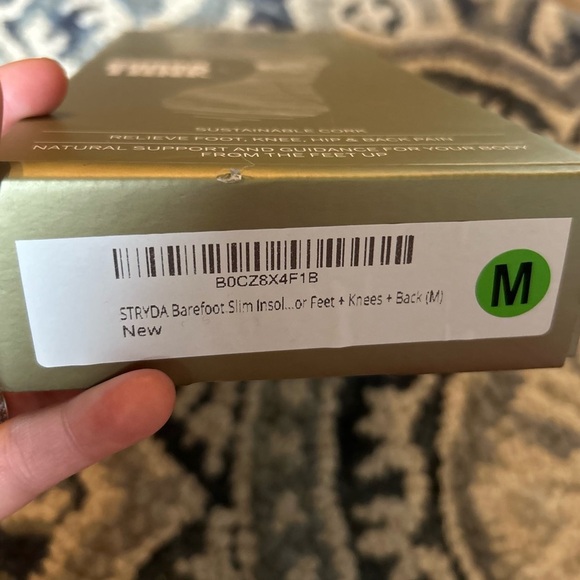 SUSTAINABLE CORK
RELIEVE FOOT, KNEE, HIP & BACK PAIN
NATURAL SUPPORT AND GUIDANCE FOR YOUR BODY
FROM THE FEET UP
B0CZ8X4F1B
STRYDA Barefoot Slim Insol...or Feet + Knees + Back (M)
New
M